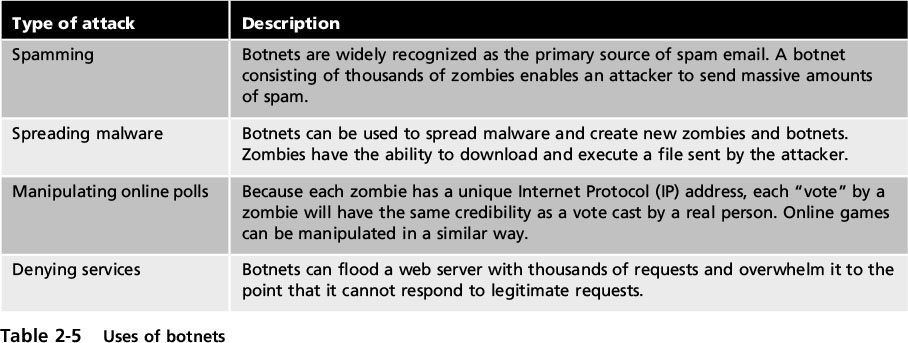 Type of attack Description
Spamming Botnets are widely recognized as the primary source of spam email. A botnet
consisting of thousands of zombies enables an attacker to send massive amounts
of spam.
Spreading malware Botnets can be used to spread malware and create new zombies and botnets.
Zombies have the ability to download and execute a file sent by the attacker.
Manipulating online polls Because each zombie has a unique Internet Protocol (IP) address, each “vote” by a
zombie will have the same credibility as a vote cast by a real person. Online games
can be manipulated in a similar way.
Denying services Botnets can flood a web server with thousands of requests and overwhelm it to the
point that it cannot respond to legitimate requests.
Table 2-5 Uses of botnets